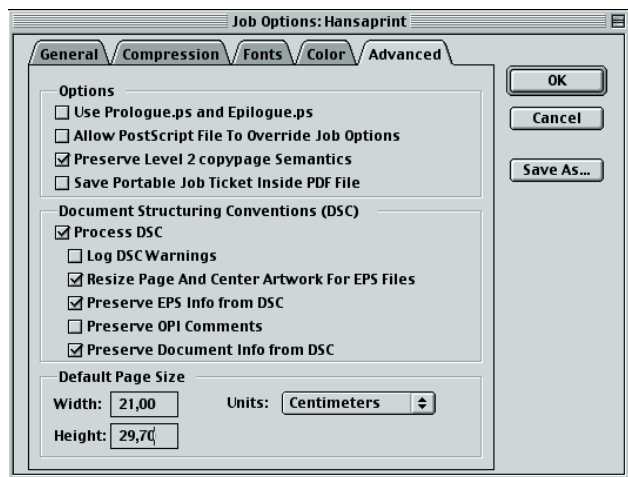 Job Options: Hansaprint
General Compression Fonts Color Advanced
Options
Use Prologue.ps and Epilogue.ps
Allow PostScript File To Override Job Options
Preserve Level 2 copypage Semantics
Save Portable Job Ticket Inside PDF File
Document Structuring Conventions (DSC)
Process DSC
Log DSC Warnings
Resize Page And Center Artwork For EPS Files
Preserve EPS Info from DSC
Preserve OPI Comments
Preserve Document Info from DSC
Default Page Size
Width: 21,00 Units: Centimeters
Height: 29,70
OK
Cancel
Save As...